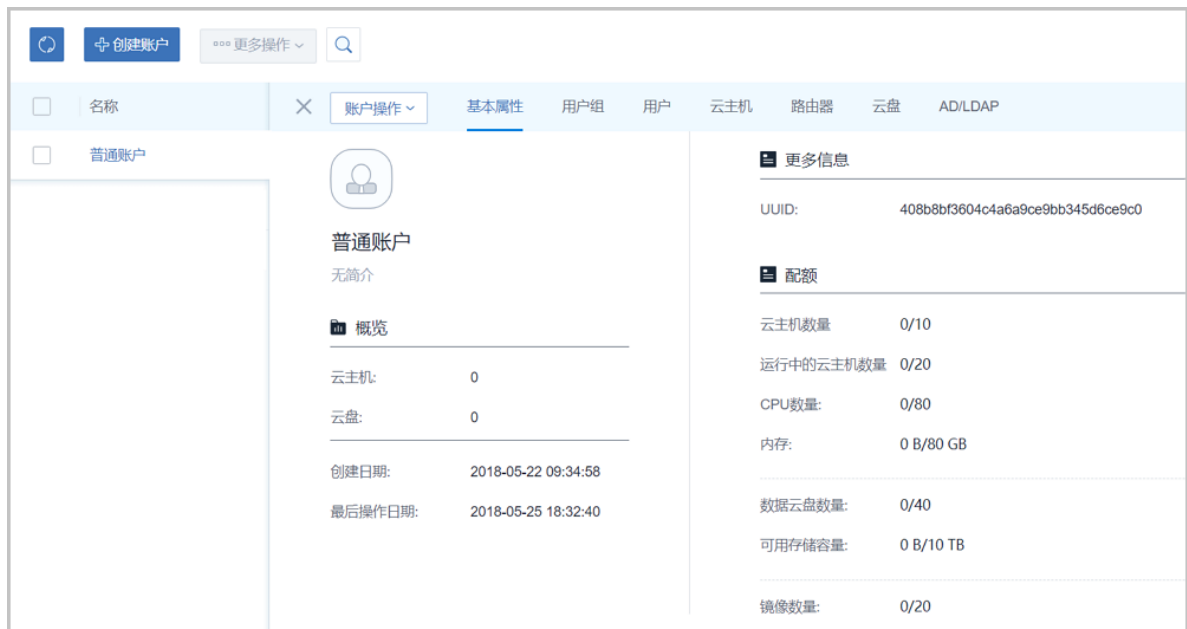 创建账户
更多操作
名称
账户操作
基本属性
用户组
用户
云主机
路由器
云盘
AD/LDAP
普通账户
普通账户
无简介
概览
云主机: 0
云盘: 0
创建日期: 2018-05-22 09:34:58
最后操作日期: 2018-05-25 18:32:40
更多信息
UUID: 408b8bf3604c4a6a9ce9bb345d6ce9c0
配额
云主机数量 0/10
运行中的云主机数量 0/20
CPU数量: 0/80
内存: 0 B/80 GB
数据云盘数量: 0/40
可用存储容量: 0 B/10 TB
镜像数量: 0/20